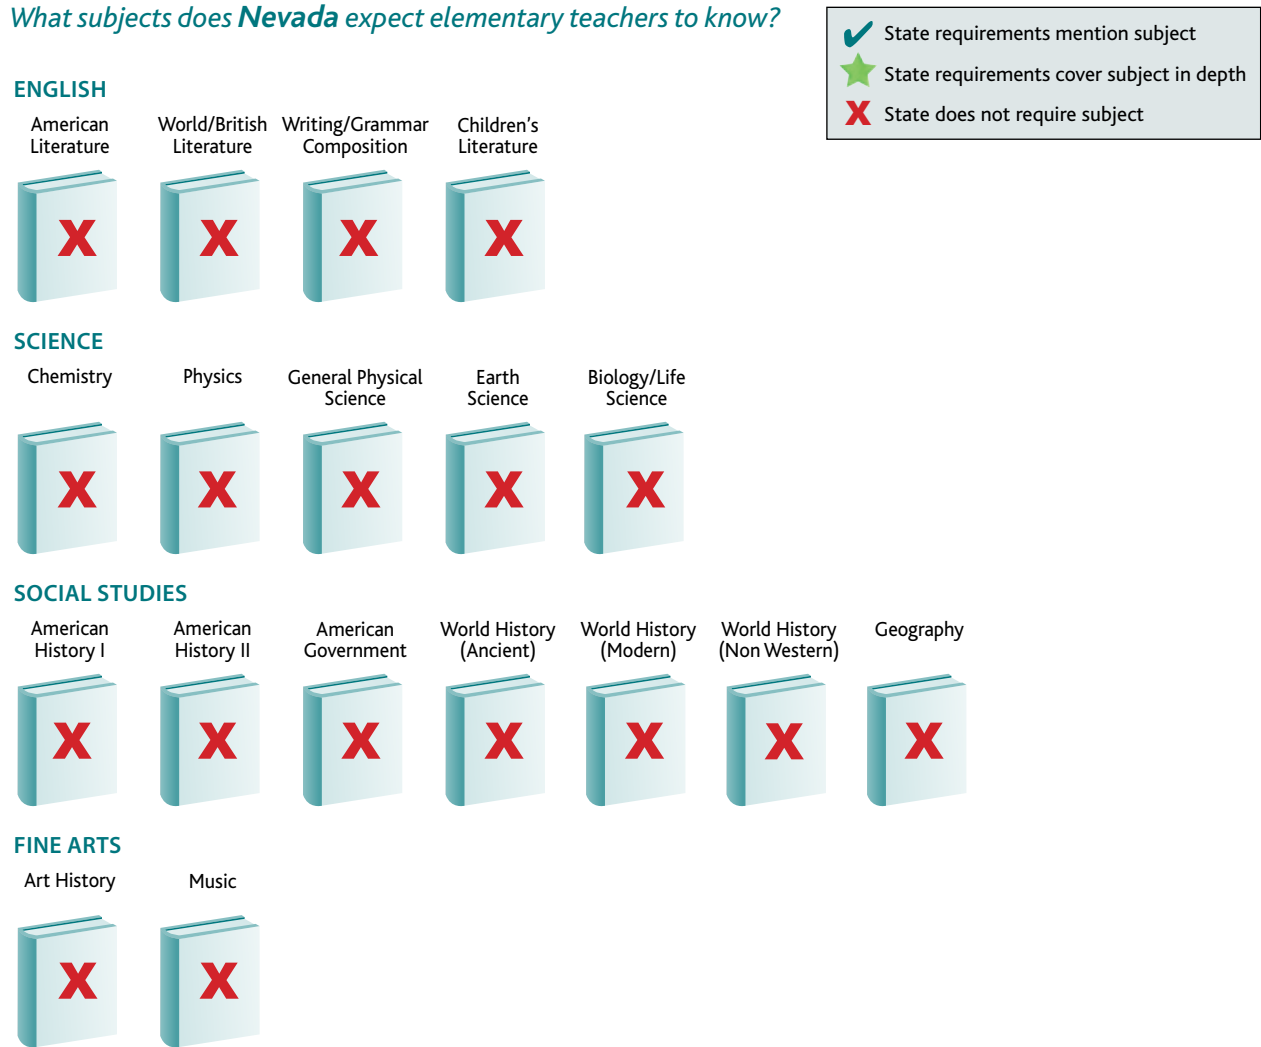 What subjects does Nevada expect elementary teachers to know?
State requirements mention subject
State requirements cover subject in depth
X State does not require subject
ENGLISH
American
Literature
World/British
Literature
Writing/Grammar
Composition
Children's
Literature
X X X X
SCIENCE
Chemistry
Physics
General Physical
Science
Earth
Science
Biology/Life
Science
X X X X X
SOCIAL STUDIES
American
History I
American
History II
American
Government
World History
(Ancient)
World History
(Modern)
World History
(Non Western)
Geography
X X X X X X X
FINE ARTS
Art History
Music
X X